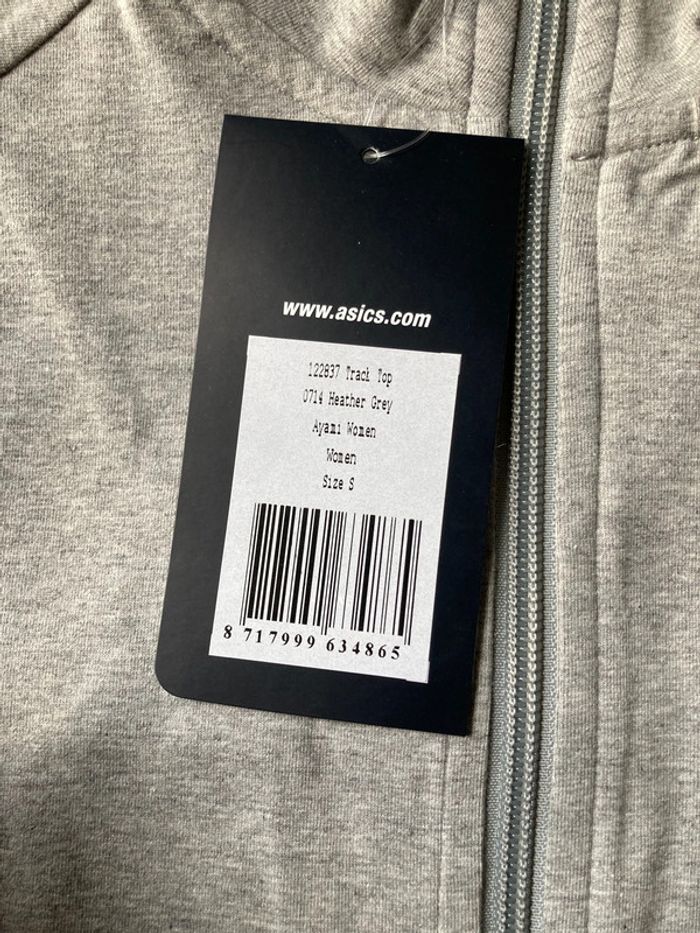 www.asics.com
122837 Track Top
0714 Heather Grey
Ayami Women
Women
Size S
8 717999 634865